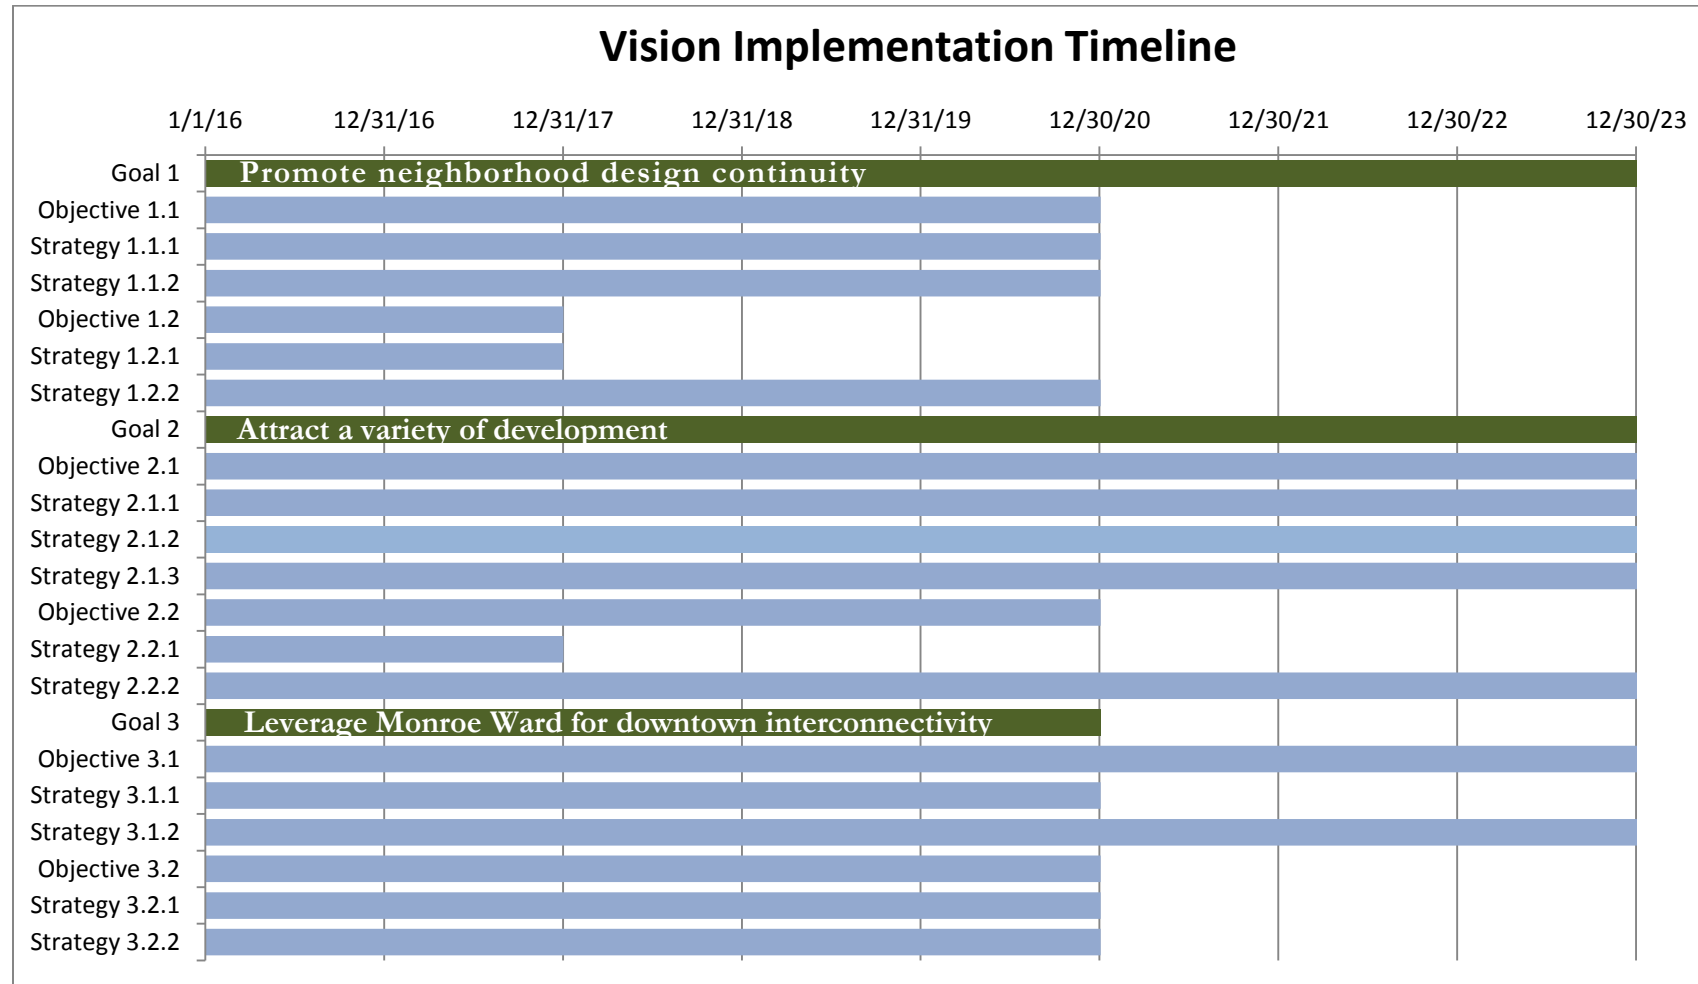 Vision Implementation Timeline
1/1/16 12/31/16 12/31/17 12/31/18 12/31/19 12/30/20 12/30/21 12/30/22 12/30/23
Goal 1 Promote neighborhood design continuity
Objective 1.1
Strategy 1.1.1
Strategy 1.1.2
Objective 1.2
Strategy 1.2.1
Strategy 1.2.2
Goal 2 Attract a variety of development
Objective 2.1
Strategy 2.1.1
Strategy 2.1.2
Strategy 2.1.3
Objective 2.2
Strategy 2.2.1
Strategy 2.2.2
Goal 3 Leverage Monroe Ward for downtown interconnectivity
Objective 3.1
Strategy 3.1.1
Strategy 3.1.2
Objective 3.2
Strategy 3.2.1
Strategy 3.2.2